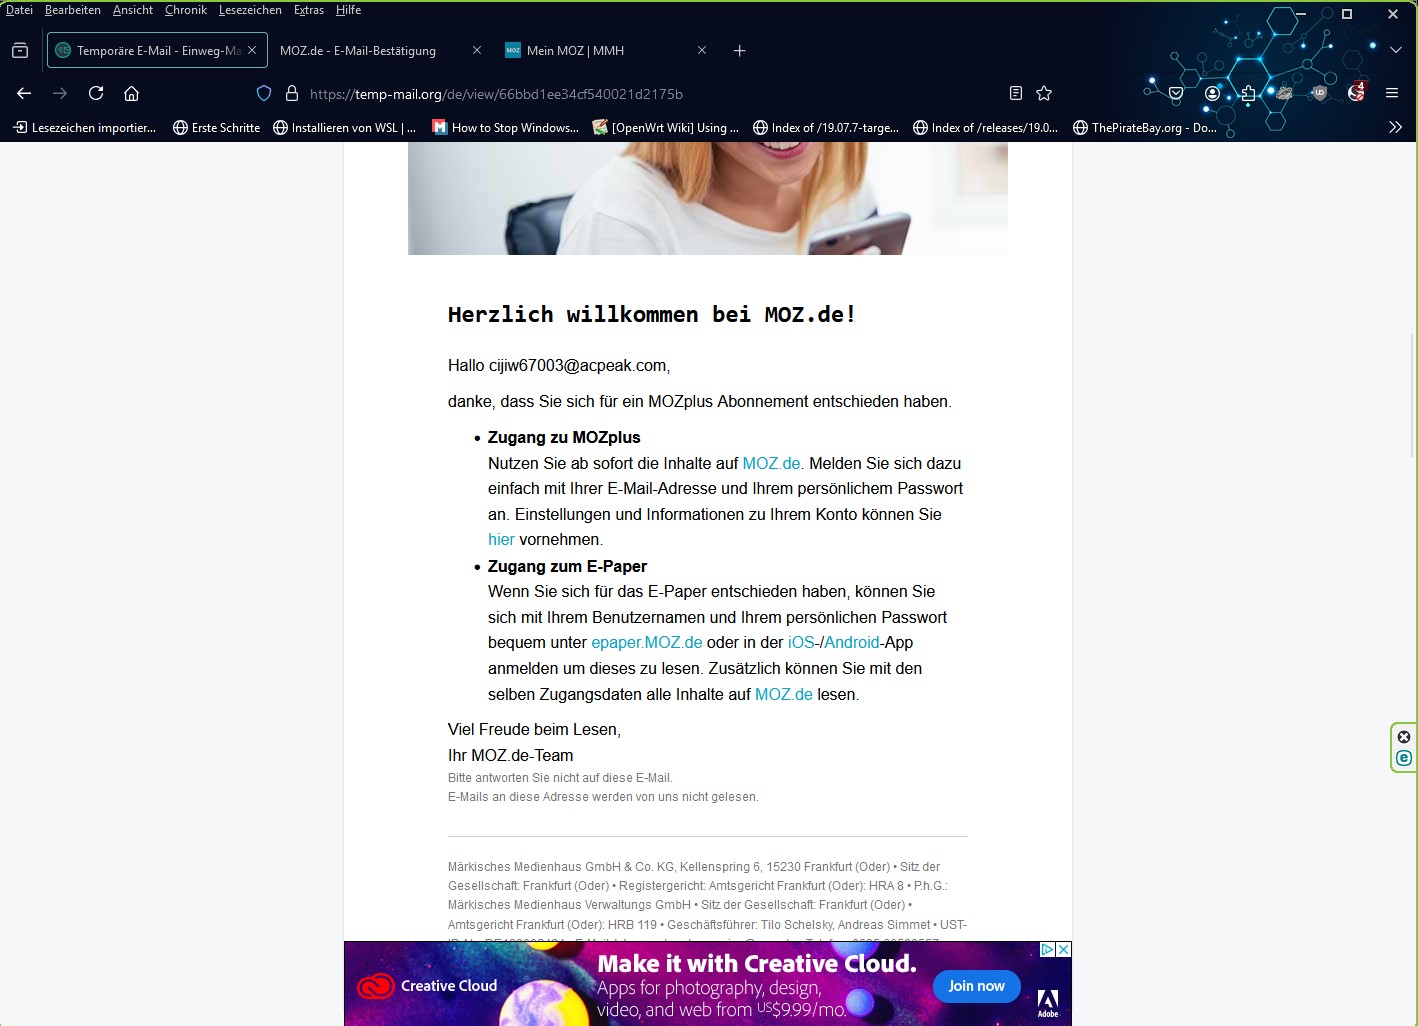 Datei Bearbeiten Ansicht Chronik Lesezeichen Extras Hilfe
Temporäre E-Mail - Einweg-Ma
MOZ.de - E-Mail-Bestätigung
MOZ Mein MOZ | MMH
https://temp-mail.org/de/view/66bbd1ee34cf540021d2175b
UD
4
Lesezeichen importier... Erste Schritte Installieren von WSL | ... How to Stop Windows... [OpenWrt Wiki] Using ... Index of /19.07.7-targe... Index of /releases/19.0... ThePirateBay.org - Do...
Herzlich willkommen bei MOZ.de!
Hallo cijiw67003@acpeak.com,
danke, dass Sie sich für ein MOZplus Abonnement entschieden haben.
• Zugang zu MOZplus
Nutzen Sie ab sofort die Inhalte auf MOZ.de. Melden Sie sich dazu
einfach mit Ihrer E-Mail-Adresse und Ihrem persönlichem Passwort
an. Einstellungen und Informationen zu Ihrem Konto können Sie
hier vornehmen.
• Zugang zum E-Paper
Wenn Sie sich für das E-Paper entschieden haben, können Sie
sich mit Ihrem Benutzernamen und Ihrem persönlichen Passwort
bequem unter epaper.MOZ.de oder in der iOS-/Android-App
anmelden um dieses zu lesen. Zusätzlich können Sie mit den
selben Zugangsdaten alle Inhalte auf MOZ.de lesen.
Viel Freude beim Lesen,
Ihr MOZ.de-Team
Bitte antworten Sie nicht auf diese E-Mail.
E-Mails an diese Adresse werden von uns nicht gelesen.
Märkisches Medienhaus GmbH & Co. KG, Kellenspring 6, 15230 Frankfurt (Oder) • Sitz der
Gesellschaft: Frankfurt (Oder) • Registergericht: Amtsgericht Frankfurt (Oder): HRA 8 • P.h.G.:
Märkisches Medienhaus Verwaltungs GmbH • Sitz der Gesellschaft: Frankfurt (Oder) •
Amtsgericht Frankfurt (Oder): HRB 119 • Geschäftsführer: Tilo Schelsky, Andreas Simmet • UST-
Creative Cloud
Make it with Creative Cloud.
Apps for photography, design,
video, and web from US$9.99/mo.
Join now
Adobe